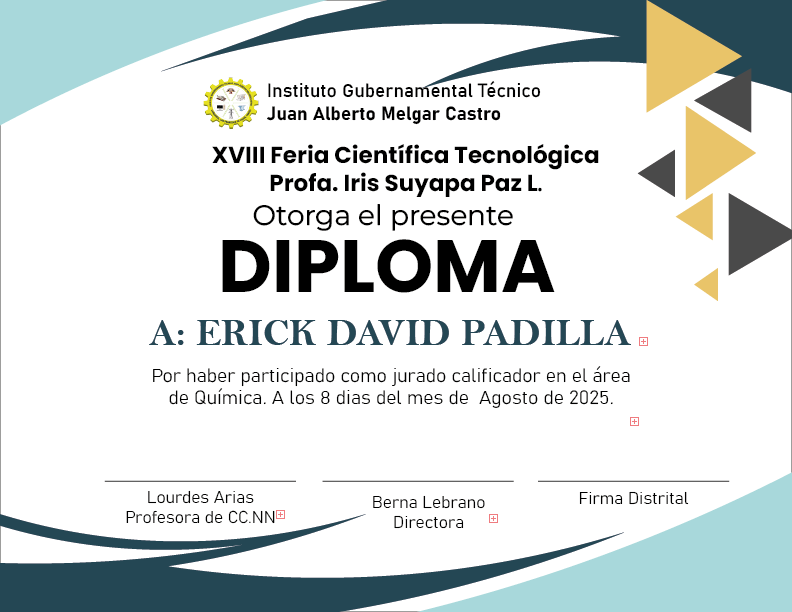 Instituto Gubernamental Técnico
Juan Alberto Melgar Castro
XVIII Feria Científica Tecnológica
Profa. Iris Suyapa Paz L.
Otorga el presente
DIPLOMA
A: ERICK DAVID PADILLA
Por haber participado como jurado calificador en el área
de Química. A los 8 dias del mes de Agosto de 2025.
Lourdes Arias
Profesora de CC.NN
Berna Lebrano
Directora
Firma Distrital